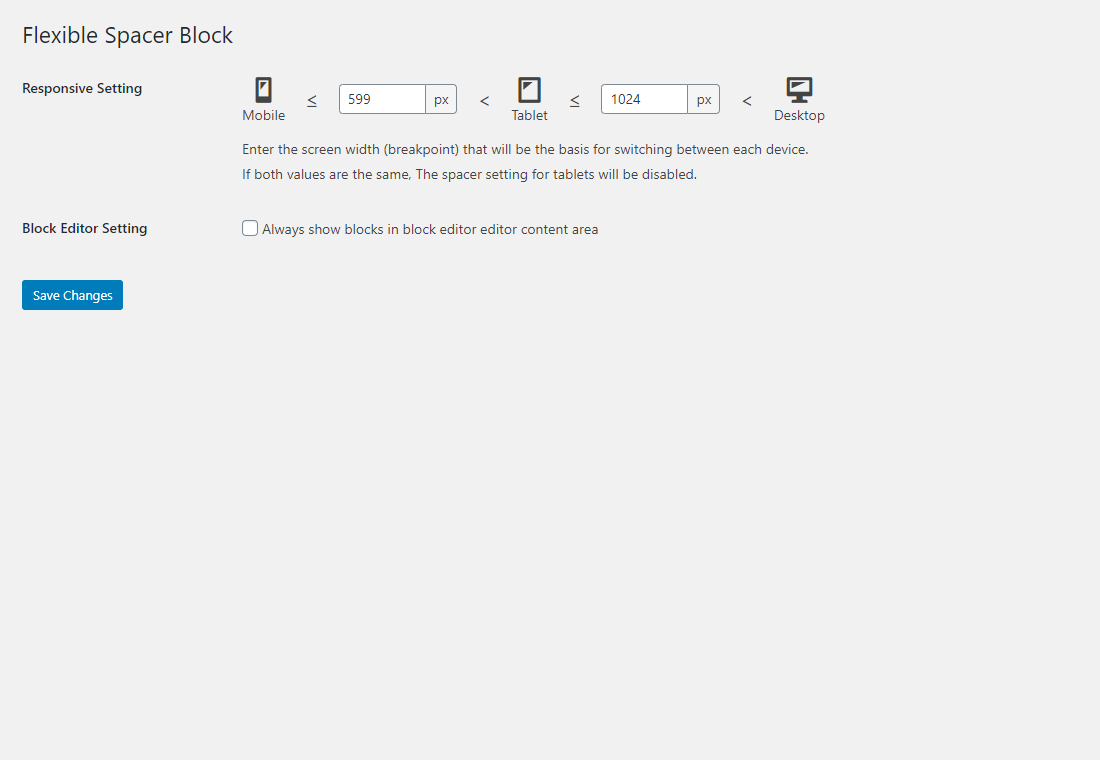 Flexible Spacer Block
Responsive Setting
Mobile ≤ 599 px < Tablet ≤ 1024 px < Desktop
Enter the screen width (breakpoint) that will be the basis for switching between each device.
If both values are the same, The spacer setting for tablets will be disabled.
Block Editor Setting
Always show blocks in block editor editor content area
Save Changes